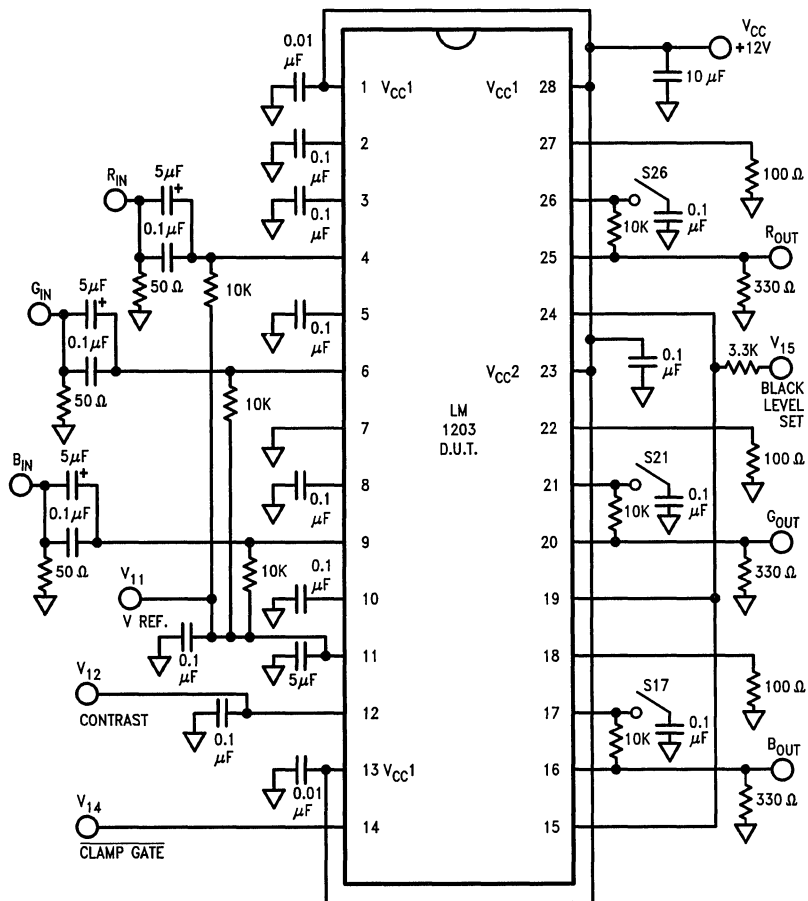 0.01
μF
V_CC
+12V
10 μF
1 V_CC1
V_CC1 28
2
0.1
μF
27
100 Ω
R_IN
5μF
+
0.1μF
3
0.1
μF
26
S26
10K
0.1
μF
R_OUT
4
25
50 Ω
10K
330 Ω
G_IN
5μF
+
0.1μF
5
0.1
μF
24
3.3K
V_15
BLACK
LEVEL
SET
6
V_CC2 23
0.1
μF
50 Ω
10K
LM
1203
D.U.T.
7
22
100 Ω
B_IN
5μF
+
0.1μF
8
0.1
μF
21
S21
10K
0.1
μF
G_OUT
9
20
50 Ω
10K
330 Ω
V_11
V REF.
0.1
μF
10
19
0.1
μF
5μF
11
18
100 Ω
V_12
CONTRAST
0.1
μF
12
17
S17
10K
0.1
μF
B_OUT
13 V_CC1
0.01
μF
16
330 Ω
V_14
CLAMP GATE
14
15